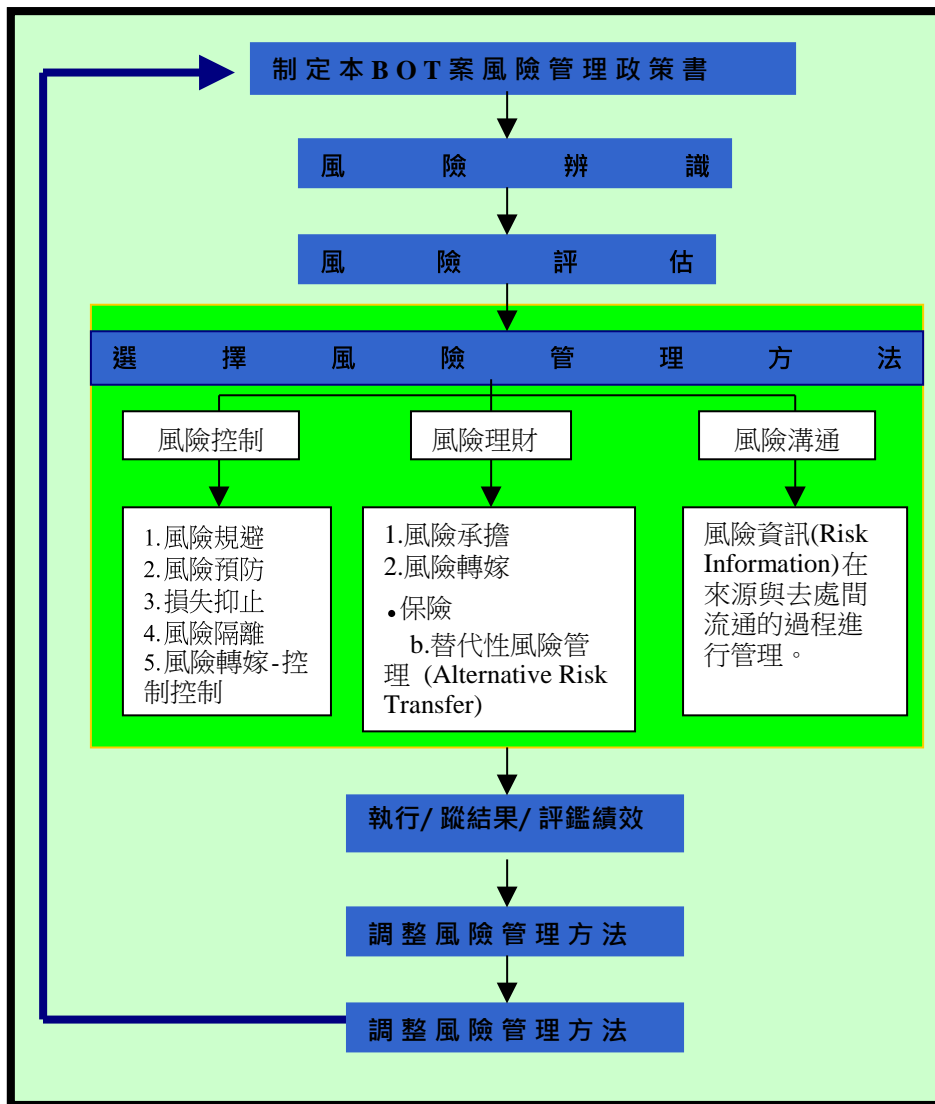 制定本BOT案風險管理政策書
風險辨識
風險評估
選擇風險管理方法
風險控制
風險理財
風險溝通
1.風險規避
2.風險預防
3.損失抑止
4.風險隔離
5.風險轉嫁-控
制控制
1.風險承擔
2.風險轉嫁
•保險
b.替代性風險管
理 (Alternative Risk
Transfer)
風險資訊(Risk
Information)在
來源與去處間
流通的過程進
行管理。
執行/ 蹤結果/ 評鑑績效
調整風險管理方法
調整風險管理方法